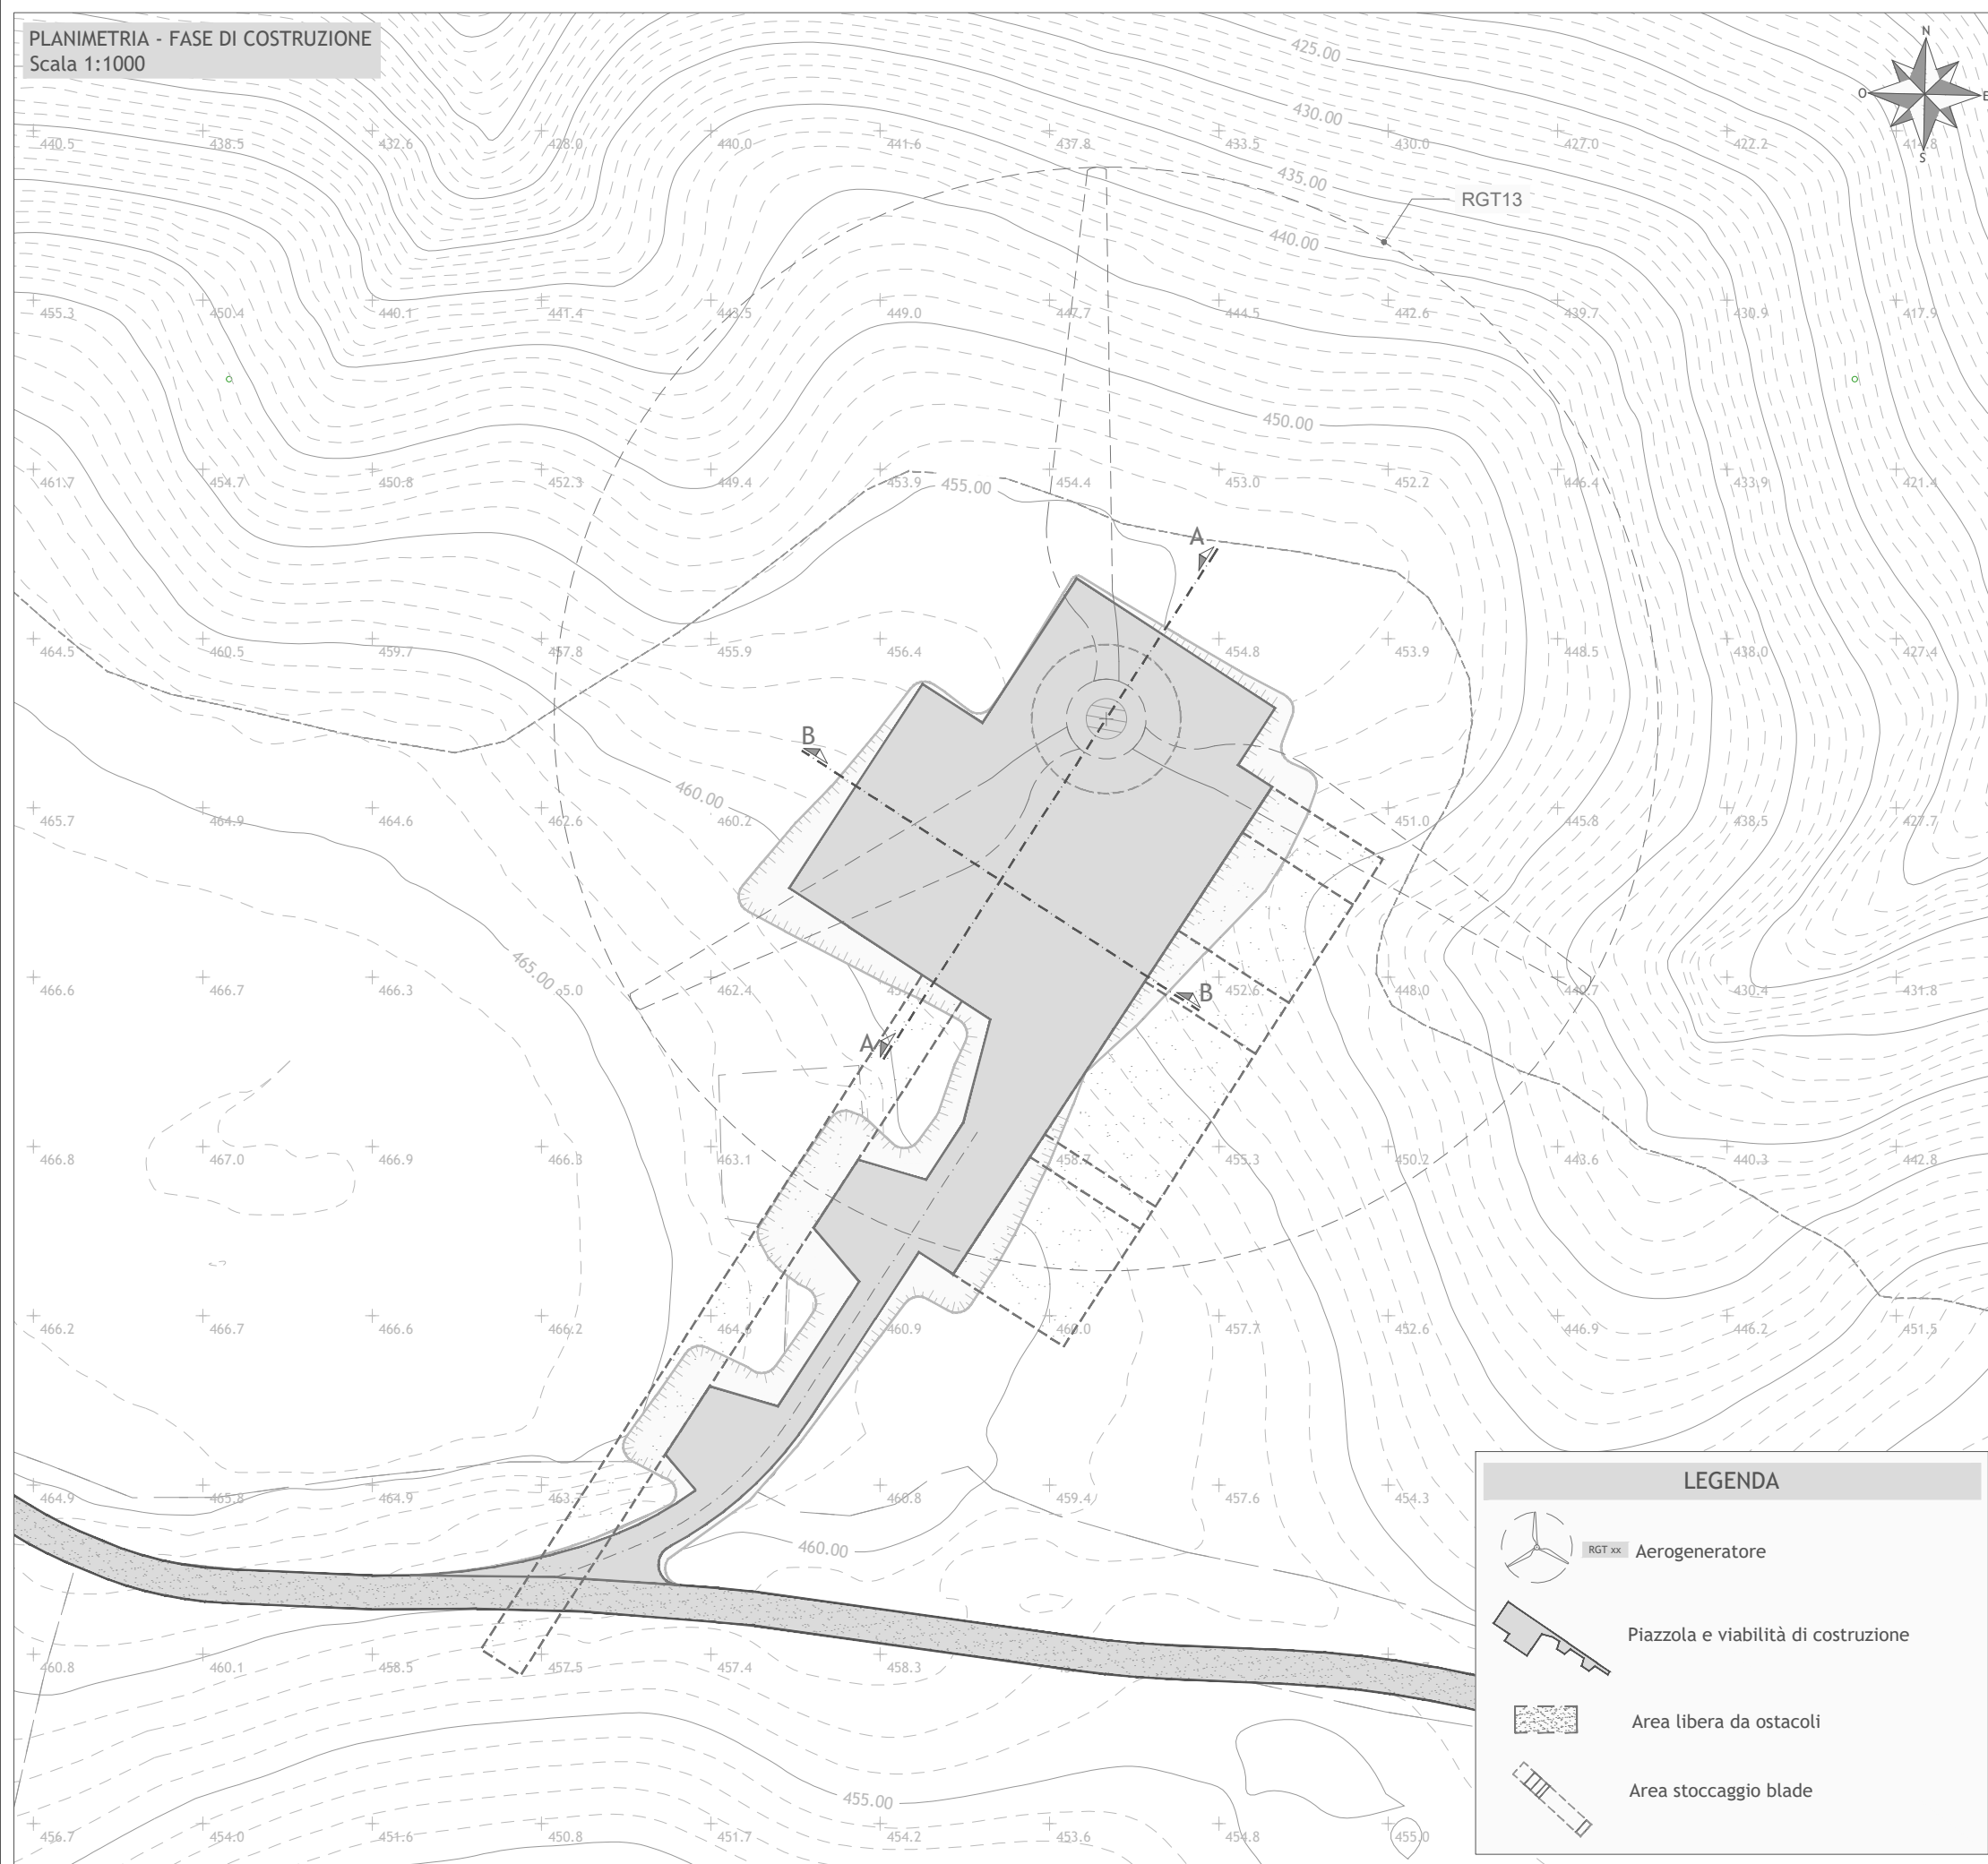 PLANIMETRIA - FASE DI COSTRUZIONE
Scala 1:1000
N
O
E
S
425.00
430.00
435.00
440.00
RGT13
440.5 438.5 432.6 428.0 440.0 441.6 437.8 433.5 430.0 427.0 422.2 414.8
455.3 450.4 440.1 441.4 443.5 449.0 447.7 444.5 442.6 439.7 430.9 417.9
450.00
461.7 454.7 450.8 452.3 449.4 453.9 455.00 454.4 453.0 452.2 446.4 433.9 421.4
A
464.5 460.5 459.7 457.8 455.9 456.4 454.8 453.9 448.5 438.0 427.4
B
460.00
465.7 464.9 464.6 462.6 460.2 451.0 445.8 438.5 427.7
465.00
466.6 466.7 466.3 462.4 452.6 448.0 440.7 430.4 431.8
B
A
466.8 467.0 466.9 466.3 463.1 458.7 455.3 450.2 443.6 440.3 442.8
466.2 466.7 466.6 466.2 460.9 460.0 457.7 452.6 446.9 446.2 451.5
464.9 465.8 464.9 460.8 459.4 457.6 454.3
460.00
460.8 460.1 458.5 457.5 457.4 458.3
455.00
456.7 454.0 451.6 450.8 451.7 454.2 453.6 454.8 455.0
LEGENDA
RGT xx Aerogeneratore
Piazzola e viabilità di costruzione
Area libera da ostacoli
Area stoccaggio blade